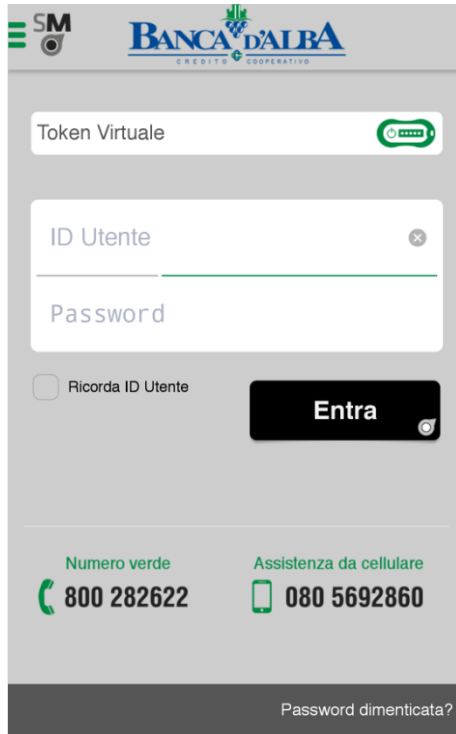 SM
BANCA D'ALBA
CREDITO COOPERATIVO
Token Virtuale
ID Utente
Password
Ricorda ID Utente
Entra
Numero verde
800 282622
Assistenza da cellulare
080 5692860
Password dimenticata?